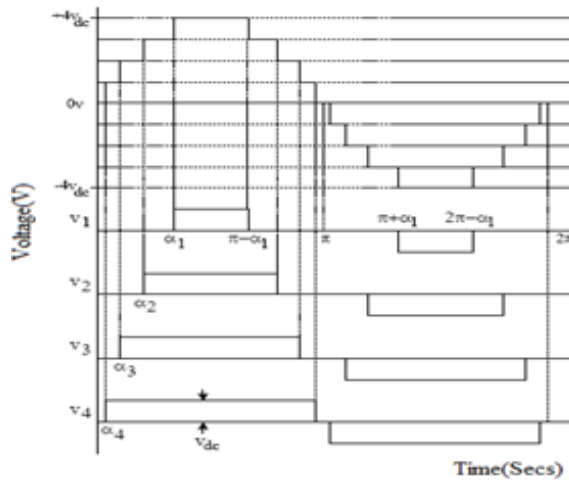 +4vdc
0v
-4vdc
Voltage(V)
v1
α1
π-α1
π
π+α1
2π-α1
2π
v2
α2
v3
α3
v4
α4
vdc
Time(Secs)